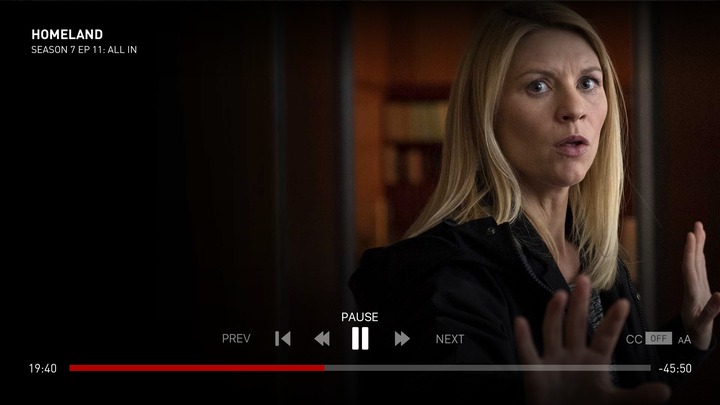 HOMELAND
SEASON 7 EP 11: ALL IN
PAUSE
PREV NEXT CC OFF AA
19:40 -45:50